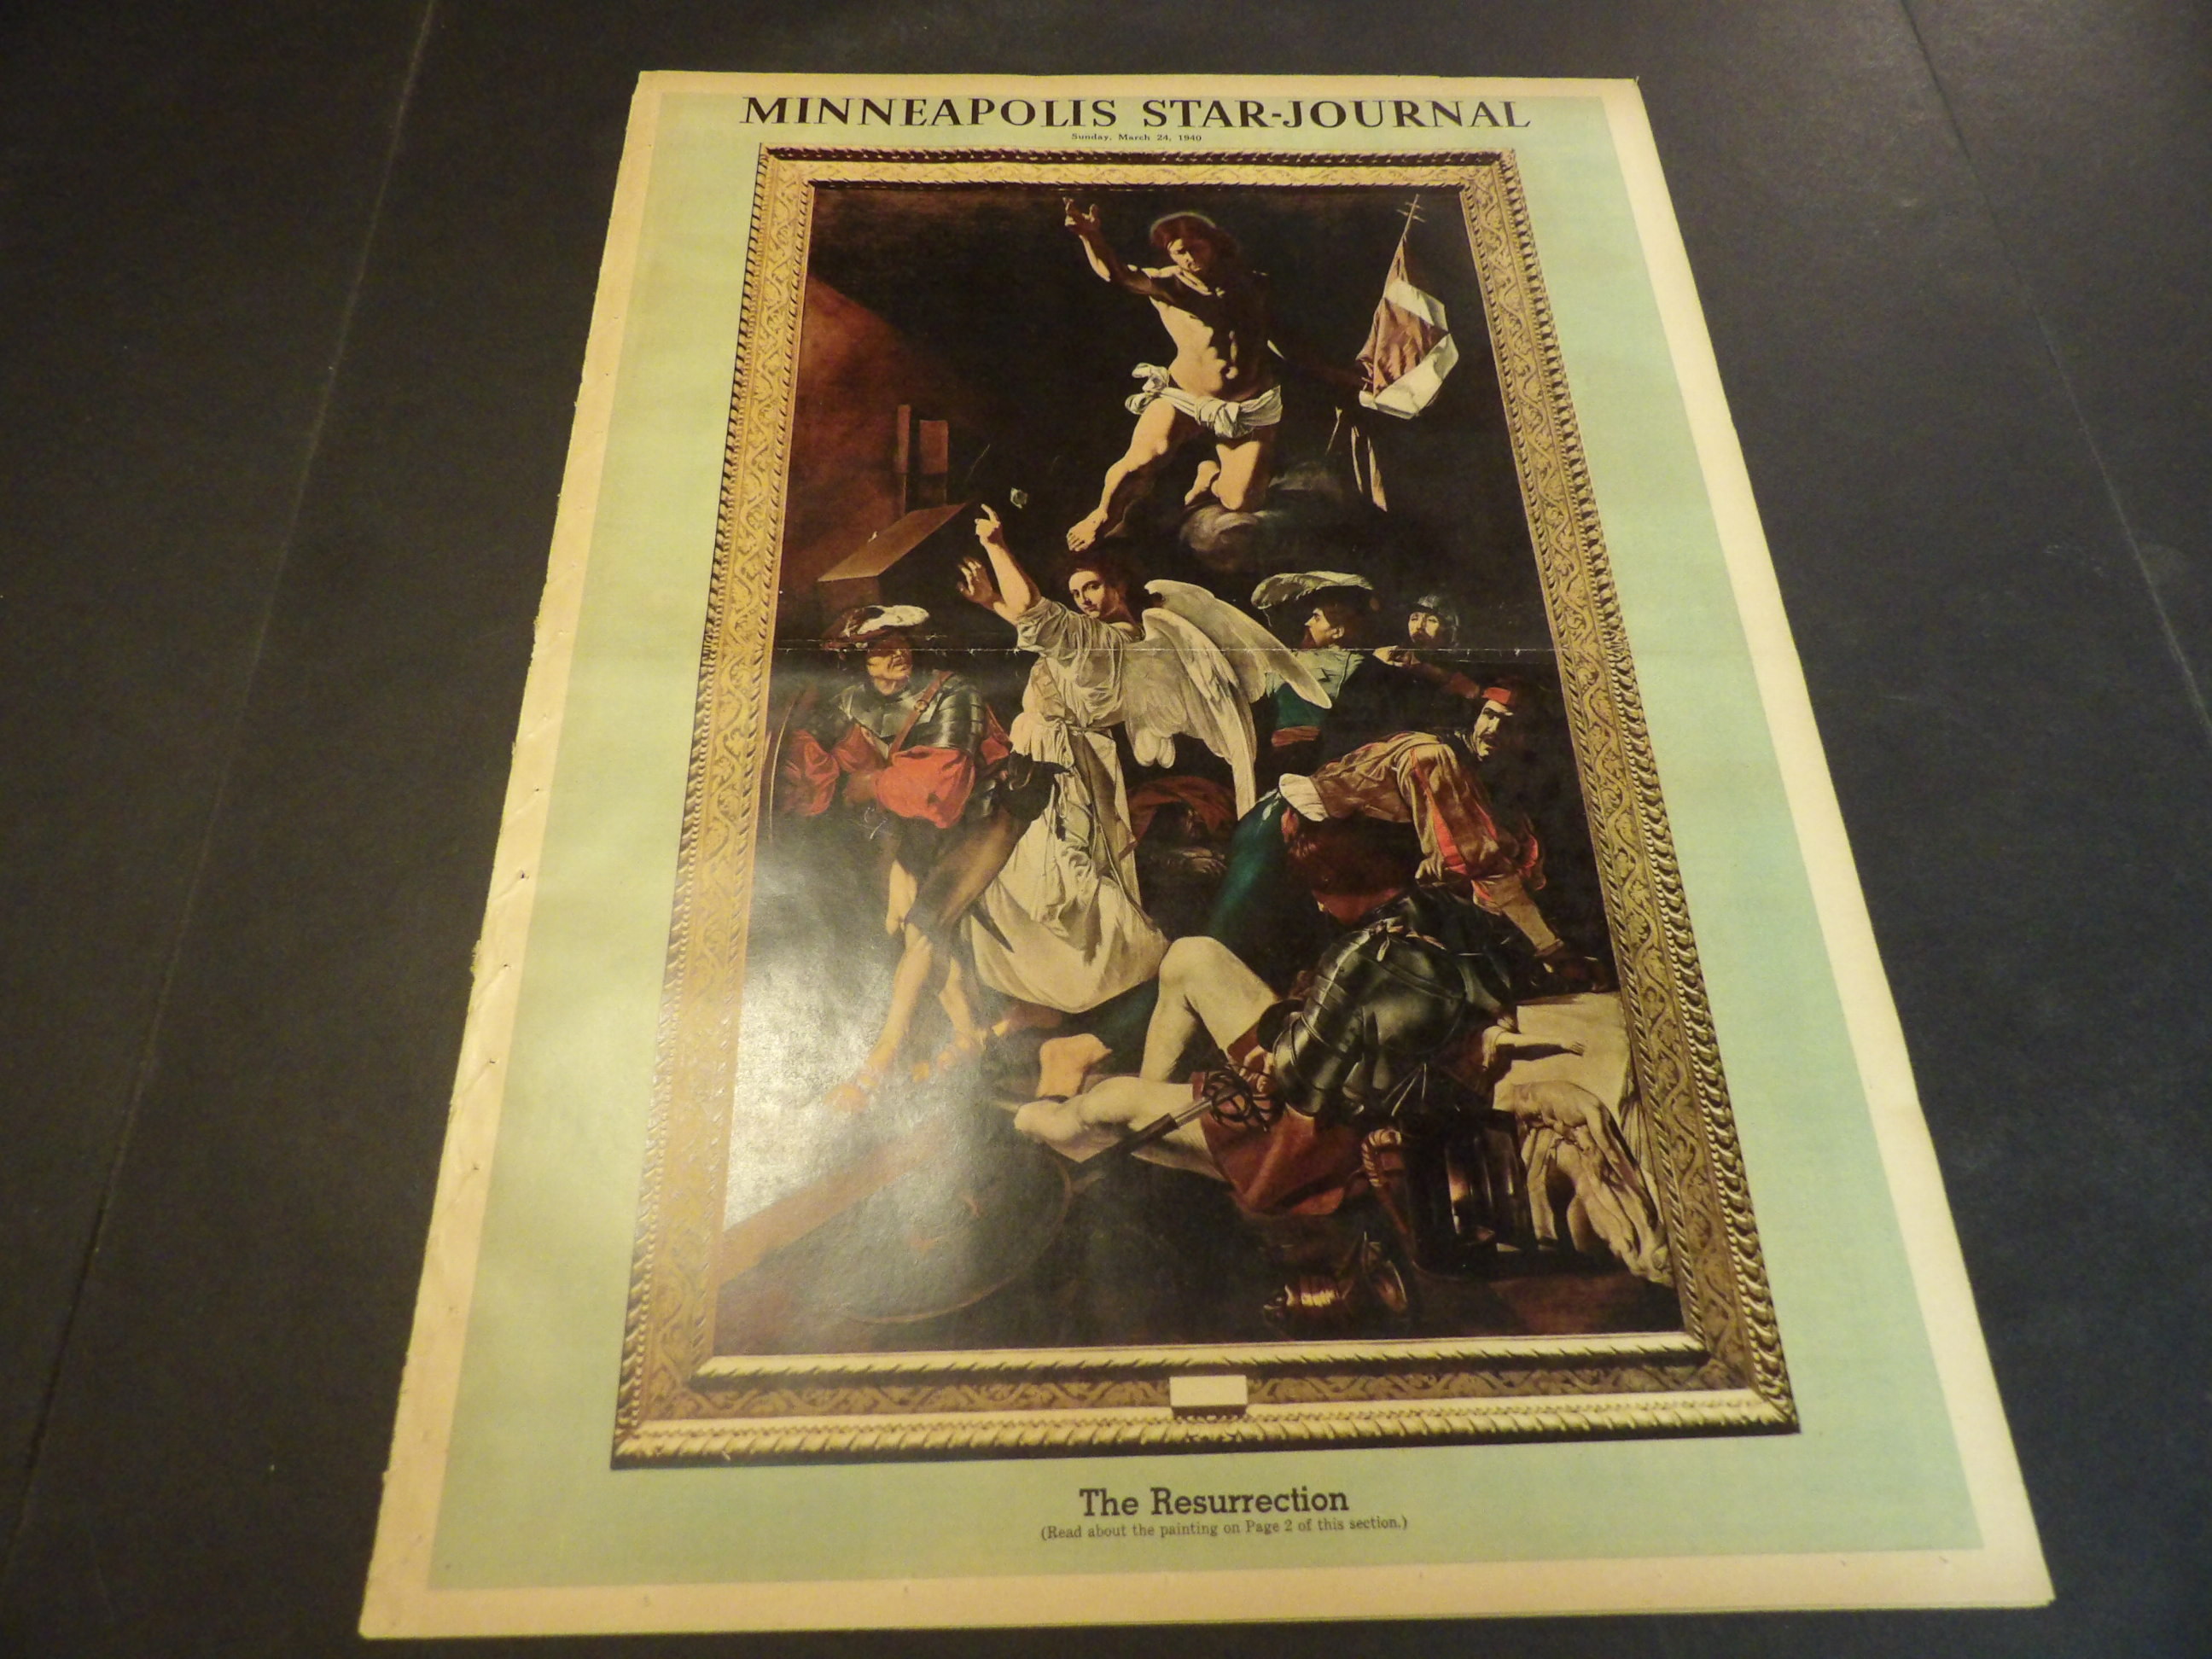 MINNEAPOLIS STAR-JOURNAL
Sunday, March 24, 1940
The Resurrection
(Read about the painting on Page 2 of this section.)